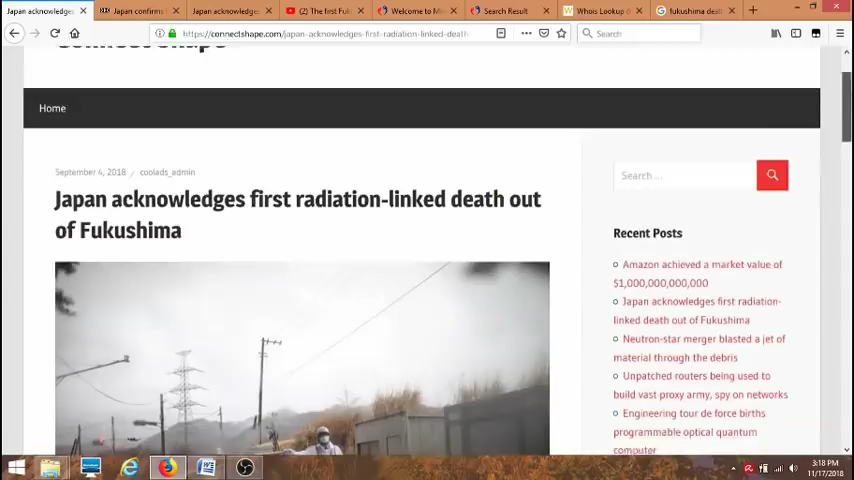 Japan acknowledges
Japan confirms
Japan acknowledges
(2) The first Fuk
Welcome to M
Search Result
Whois Lookup
fukushima deat
https://connectshape.com/japan-acknowledges-first-radiation-linked-death
Search
Connect Shape
Home
September 4, 2018 / coolads_admin
Japan acknowledges first radiation-linked death out
of Fukushima
Search ...
Recent Posts
Amazon achieved a market value of
$1,000,000,000,000
Japan acknowledges first radiation-
linked death out of Fukushima
Neutron-star merger blasted a jet of
material through the debris
Unpatched routers being used to
build vast proxy army, spy on networks
Engineering tour de force births
programmable optical quantum
computer
3:18 PM
11/17/2018